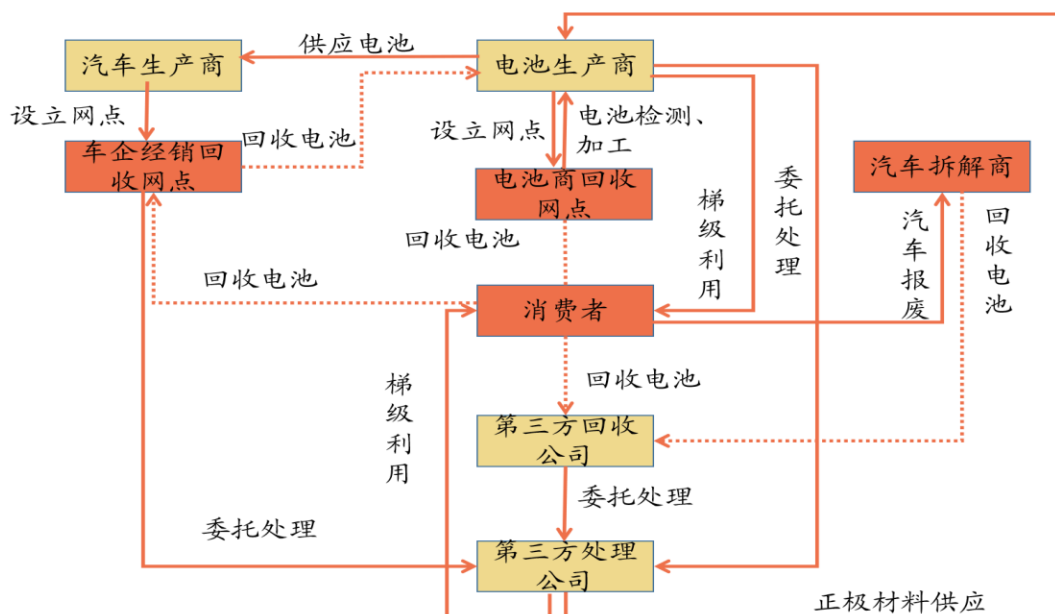 供应电池
汽车生产商
电池生产商
设立网点
回收电池
设立网点
电池检测、
加工
车企经销回
收网点
电池商回收
网点
汽车拆解商
回收电池
梯级利用
委托处理
汽车报废
回收电池
回收电池
消费者
梯级利用
回收电池
第三方回收
公司
委托处理
委托处理
第三方处理
公司
正极材料供应